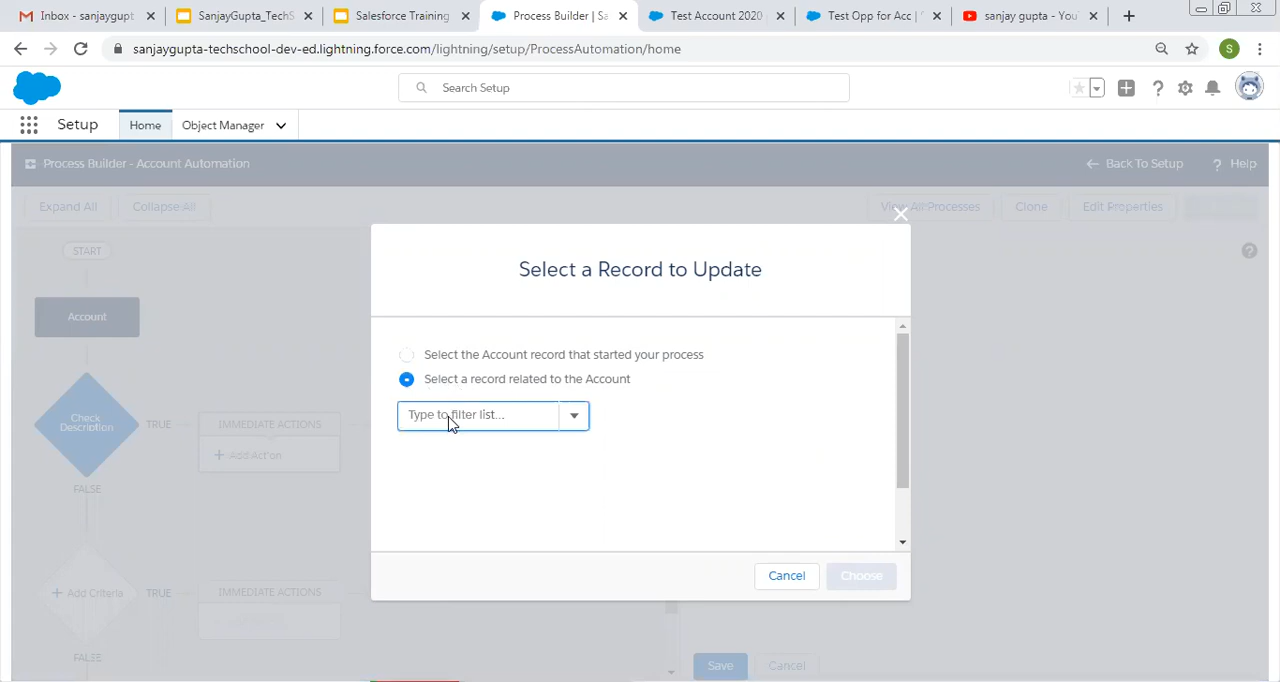 Inbox - sanjaygupt
SanjayGupta_TechS
Salesforce Training
Process Builder | Sa
Test Account 2020
Test Opp for Acc |
sanjay gupta - You
sanjaygupta-techschool-dev-ed.lightning.force.com/lightning/setup/ProcessAutomation/home
S
Search Setup
Setup
Home
Object Manager
Process Builder - Account Automation
Back To Setup
? Help
Expand All
Collapse All
View All Processes
Clone
Edit Properties
START
Account
Check
Description
TRUE
IMMEDIATE ACTIONS
+ Add Action
FALSE
+ Add Criteria
TRUE
IMMEDIATE ACTIONS
FALSE
Select a Record to Update
Select the Account record that started your process
Select a record related to the Account
Type to filter list...
Cancel
Choose
Save
Cancel